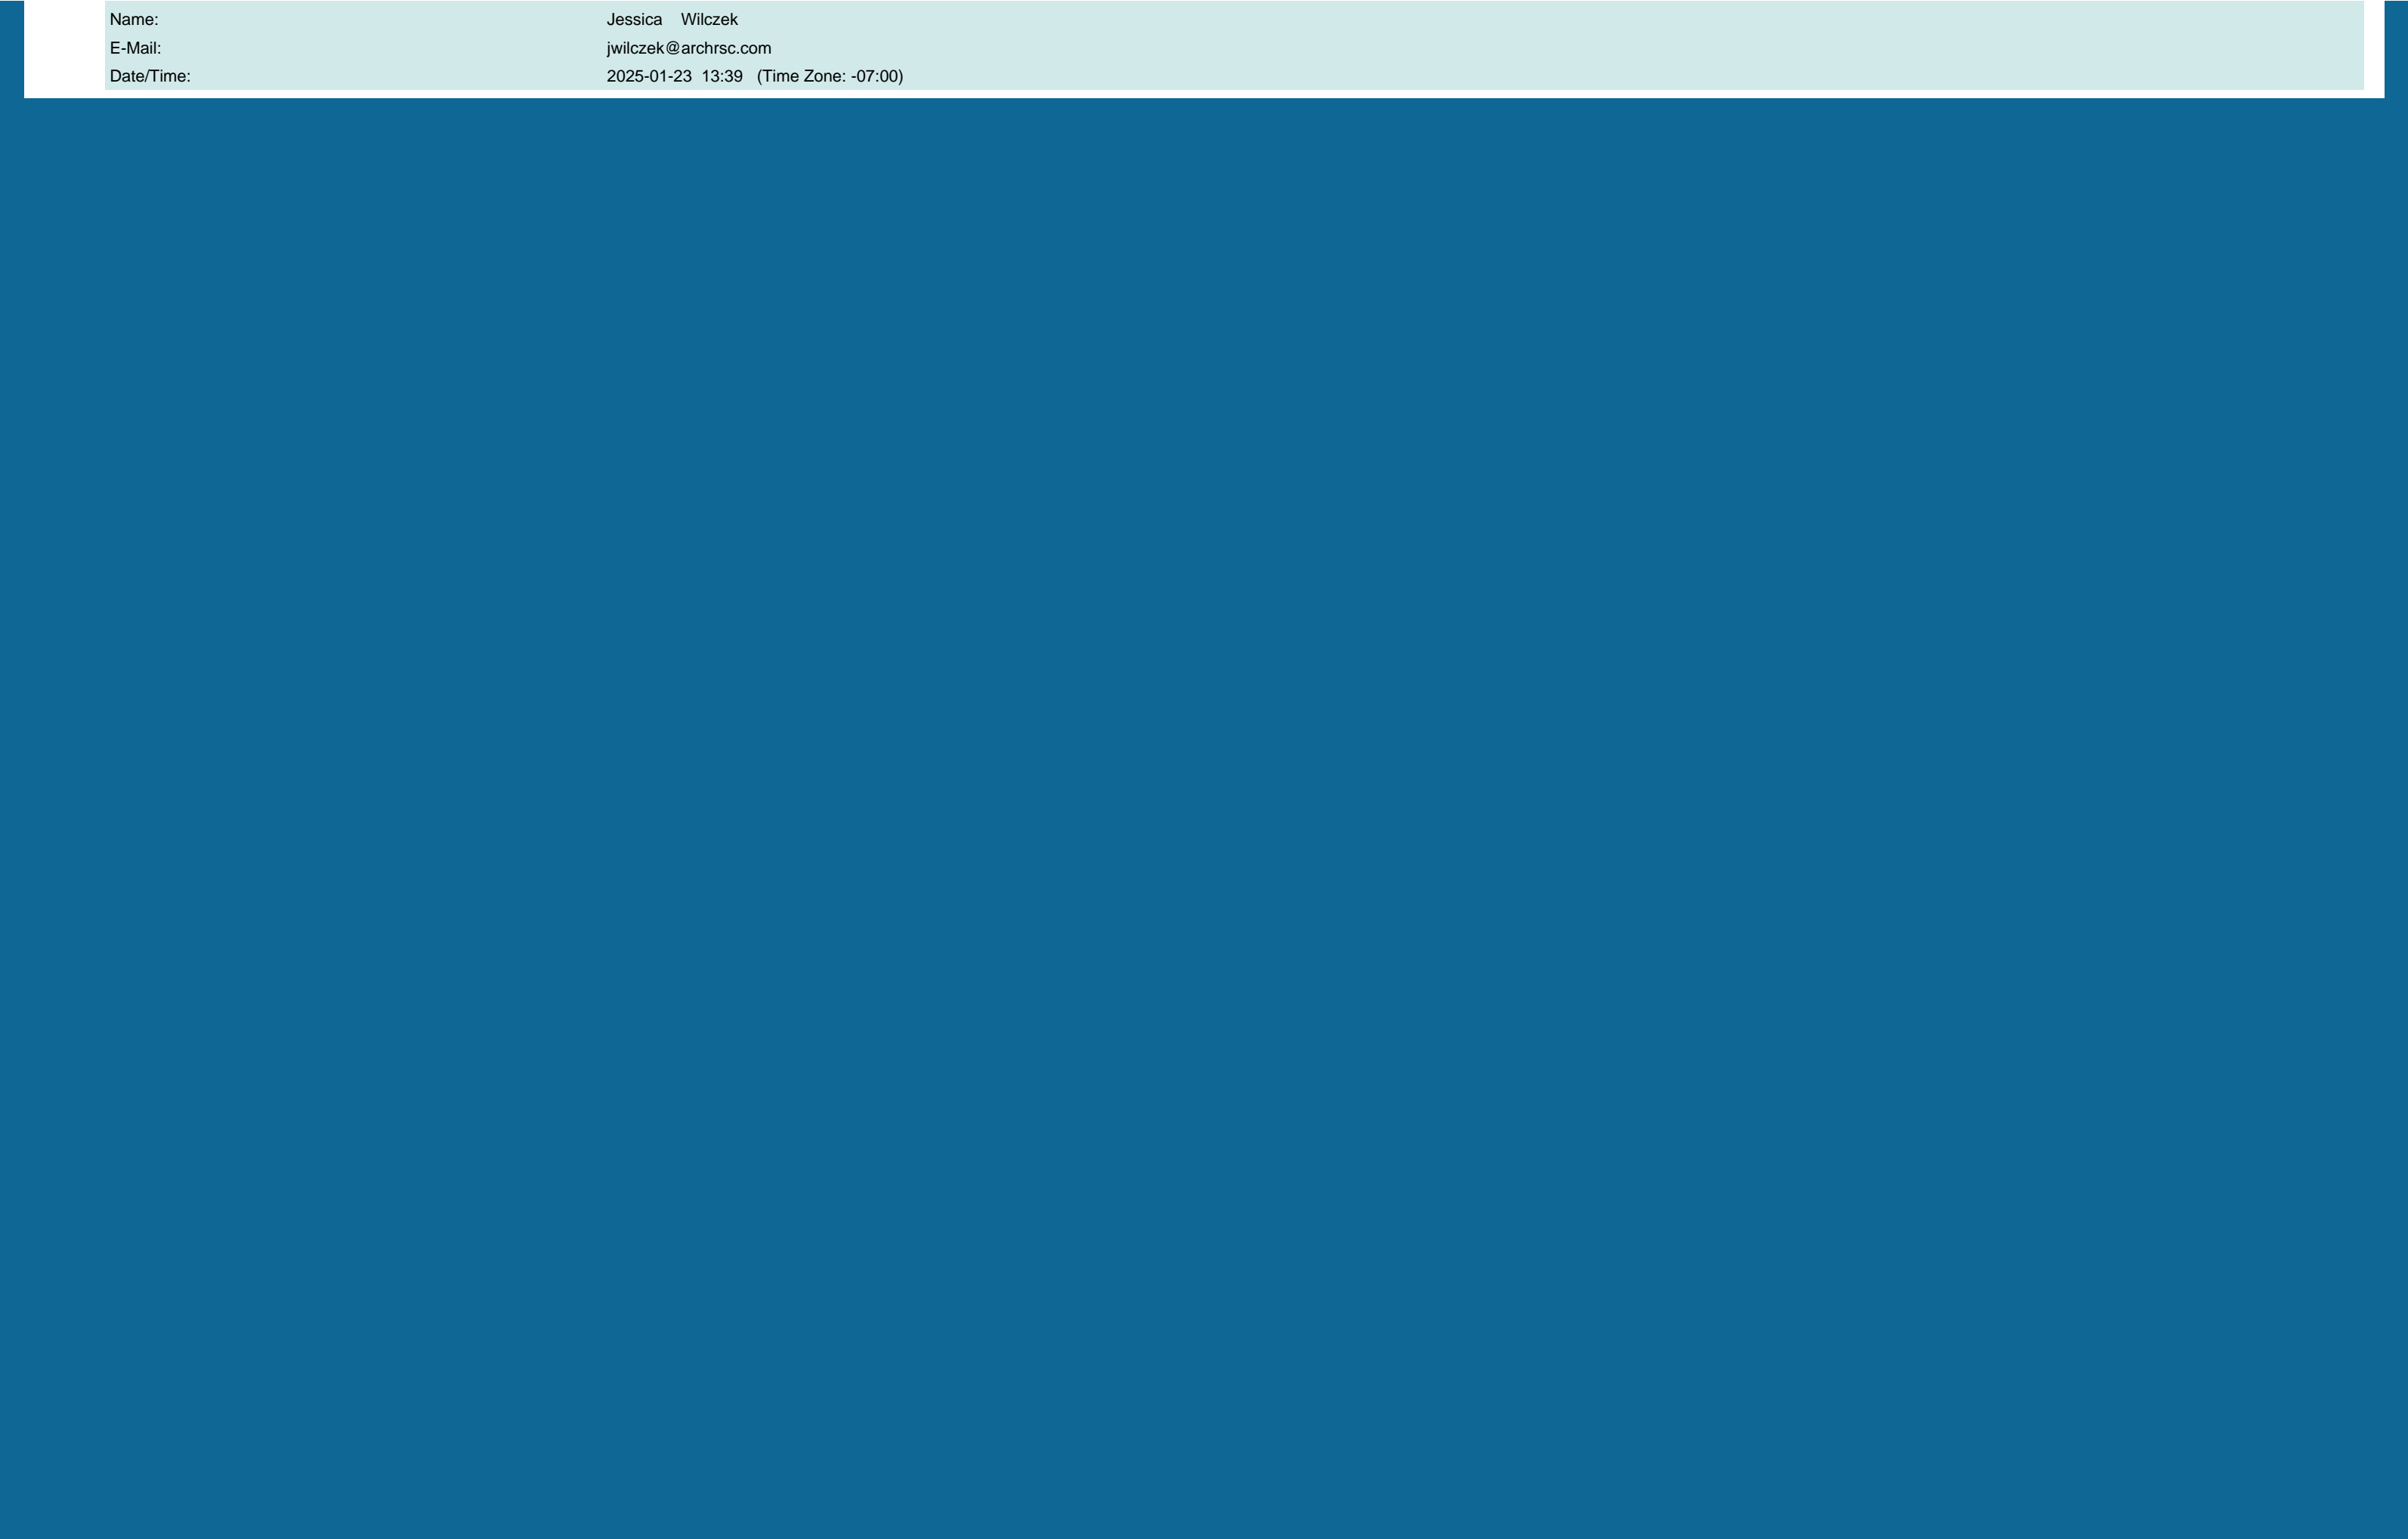 Name: Jessica Wilczek
E-Mail: jwilczek@archrsc.com
Date/Time: 2025-01-23 13:39 (Time Zone: -07:00)